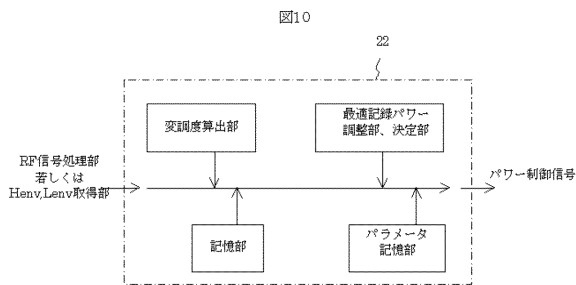 図10
22
変調度算出部
最適記録パワー
調整部、決定部
RF信号処理部
若しくは
Henv,Lenv取得部
パワー制御信号
記憶部
パラメータ
記憶部